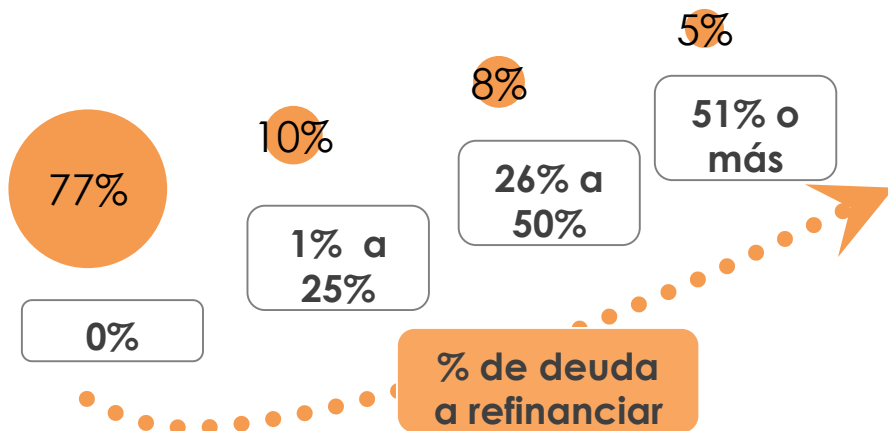 77%
0%
10%
1% a
25%
8%
26% a
50%
5%
51% o
más
% de deuda
a refinanciar